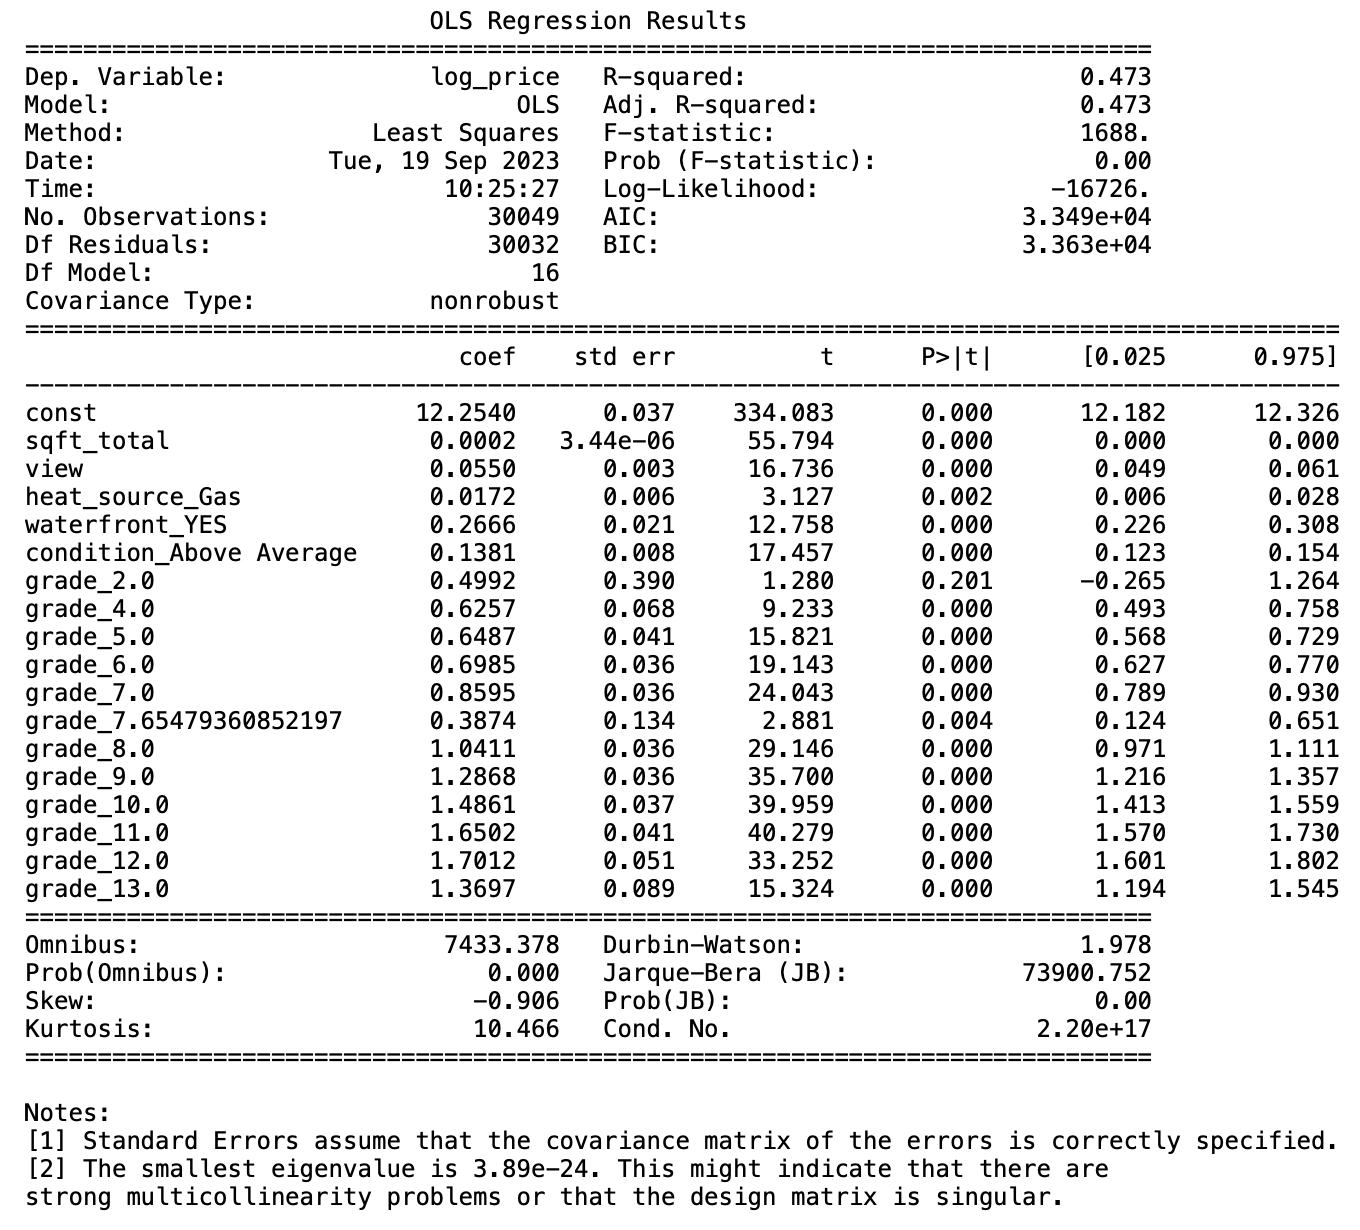 OLS Regression Results
==============================================================================
Dep. Variable: log_price R-squared: 0.473
Model: OLS Adj. R-squared: 0.473
Method: Least Squares F-statistic: 1688.
Date: Tue, 19 Sep 2023 Prob (F-statistic): 0.00
Time: 10:25:27 Log-Likelihood: -16726.
No. Observations: 30049 AIC: 3.349e+04
Df Residuals: 30032 BIC: 3.363e+04
Df Model: 16
Covariance Type: nonrobust
===========================================================================================
coef std err t P>|t| [0.025 0.975]
-------------------------------------------------------------------------------------------
const 12.2540 0.037 334.083 0.000 12.182 12.326
sqft_total 0.0002 3.44e-06 55.794 0.000 0.000 0.000
view 0.0550 0.003 16.736 0.000 0.049 0.061
heat_source_Gas 0.0172 0.006 3.127 0.002 0.006 0.028
waterfront_YES 0.2666 0.021 12.758 0.000 0.226 0.308
condition_Above Average 0.1381 0.008 17.457 0.000 0.123 0.154
grade_2.0 0.4992 0.390 1.280 0.201 -0.265 1.264
grade_4.0 0.6257 0.068 9.233 0.000 0.493 0.758
grade_5.0 0.6487 0.041 15.821 0.000 0.568 0.729
grade_6.0 0.6985 0.036 19.143 0.000 0.627 0.770
grade_7.0 0.8595 0.036 24.043 0.000 0.789 0.930
grade_7.65479360852197 0.3874 0.134 2.881 0.004 0.124 0.651
grade_8.0 1.0411 0.036 29.146 0.000 0.971 1.111
grade_9.0 1.2868 0.036 35.700 0.000 1.216 1.357
grade_10.0 1.4861 0.037 39.959 0.000 1.413 1.559
grade_11.0 1.6502 0.041 40.279 0.000 1.570 1.730
grade_12.0 1.7012 0.051 33.252 0.000 1.601 1.802
grade_13.0 1.3697 0.089 15.324 0.000 1.194 1.545
==============================================================================
Omnibus: 7433.378 Durbin-Watson: 1.978
Prob(Omnibus): 0.000 Jarque-Bera (JB): 73900.752
Skew: -0.906 Prob(JB): 0.00
Kurtosis: 10.466 Cond. No. 2.20e+17
==============================================================================
Notes:
[1] Standard Errors assume that the covariance matrix of the errors is correctly specified.
[2] The smallest eigenvalue is 3.89e-24. This might indicate that there are
strong multicollinearity problems or that the design matrix is singular.